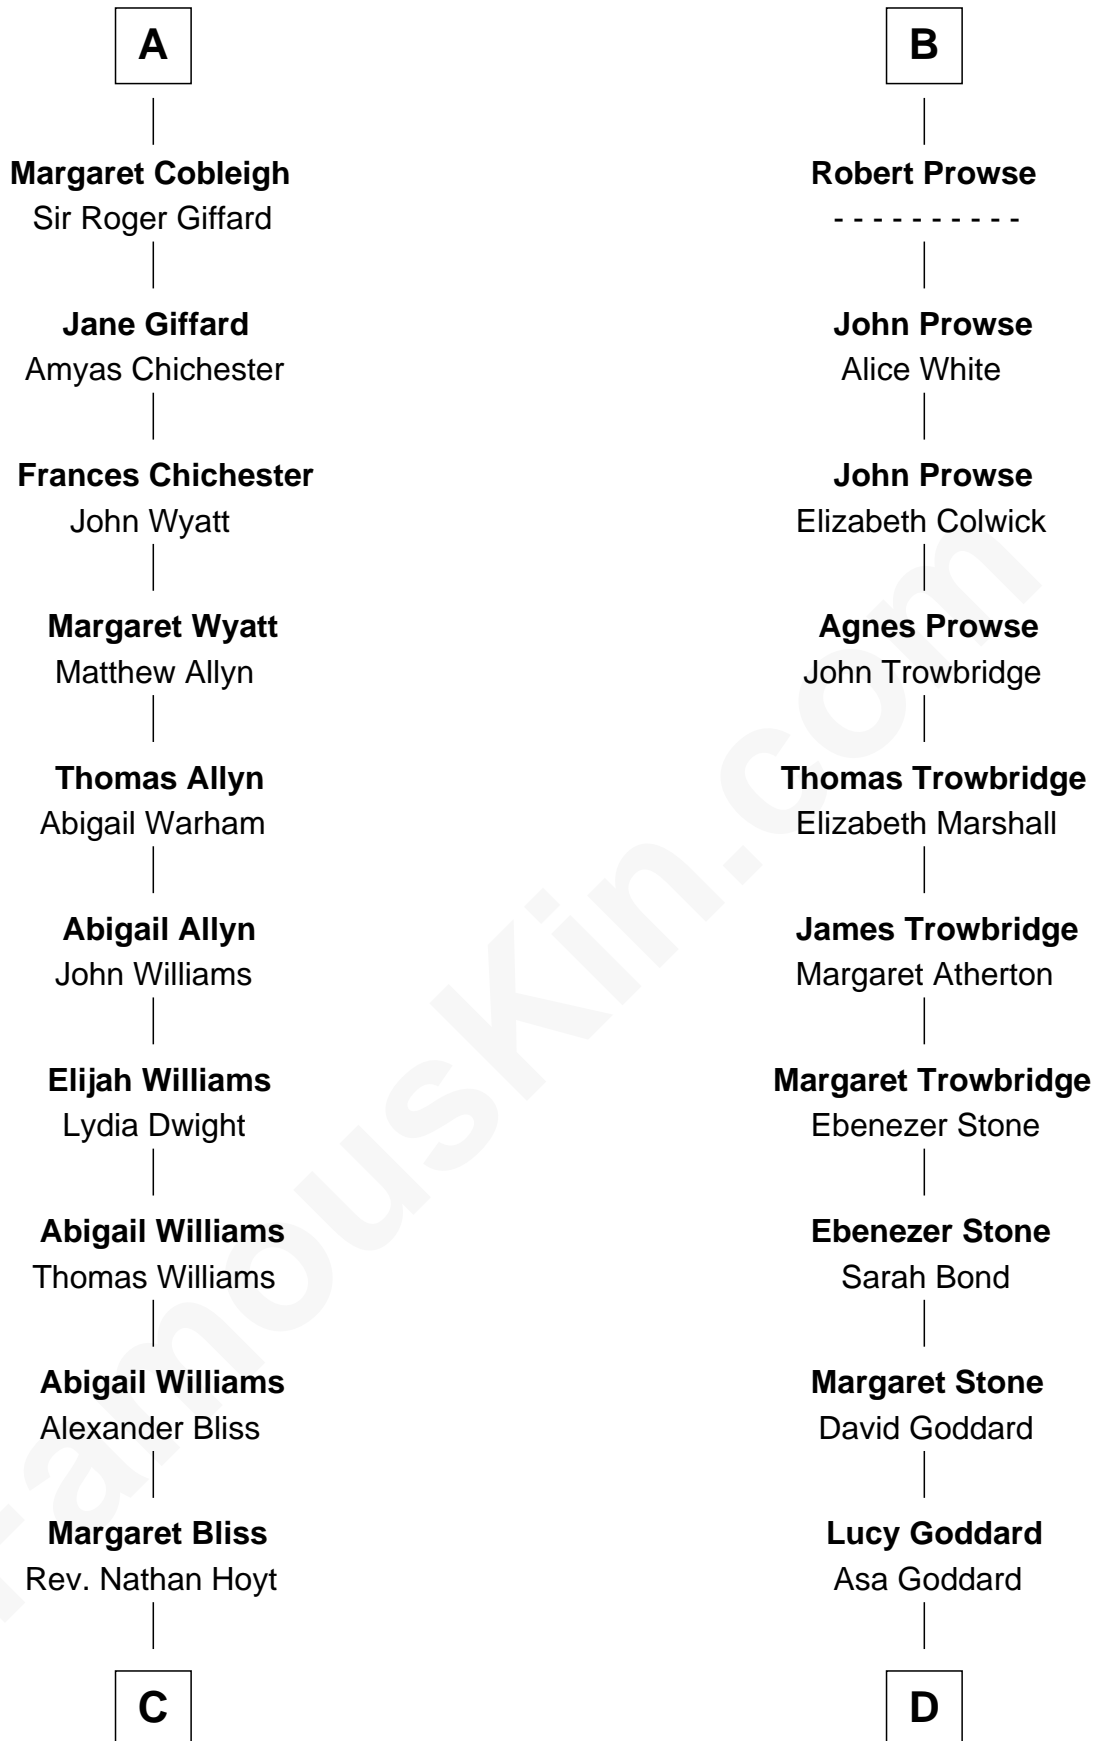 A
Margaret Cobleigh
Sir Roger Giffard
Jane Giffard
Amyas Chichester
Frances Chichester
John Wyatt
Margaret Wyatt
Matthew Allyn
Thomas Allyn
Abigail Warham
Abigail Allyn
John Williams
Elijah Williams
Lydia Dwight
Abigail Williams
Thomas Williams
Abigail Williams
Alexander Bliss
Margaret Bliss
Rev. Nathan Hoyt
C
B
Robert Prowse
- - - - - - - - - -
John Prowse
Alice White
John Prowse
Elizabeth Colwick
Agnes Prowse
John Trowbridge
Thomas Trowbridge
Elizabeth Marshall
James Trowbridge
Margaret Atherton
Margaret Trowbridge
Ebenezer Stone
Ebenezer Stone
Sarah Bond
Margaret Stone
David Goddard
Lucy Goddard
Asa Goddard
D
FamousKin.com